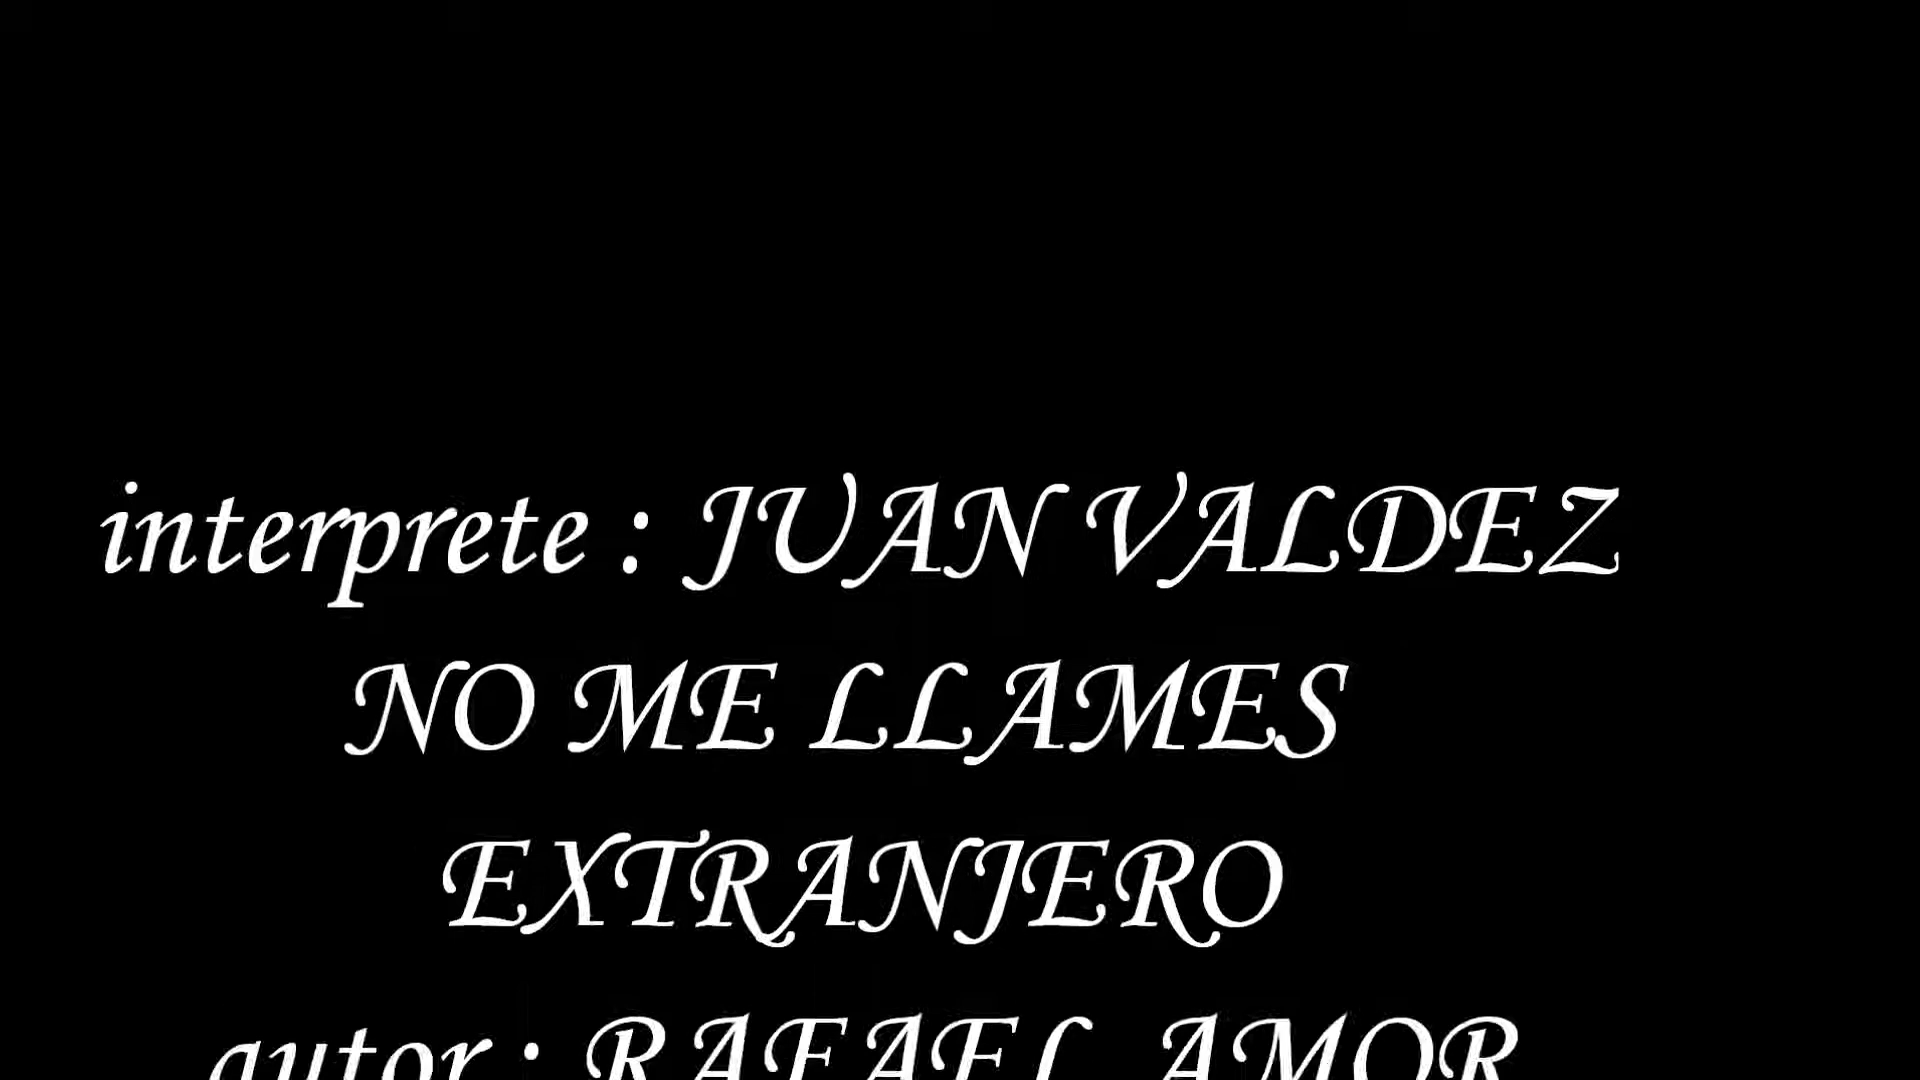 interprete : JUAN VALDEZ
NO ME LLAMES
EXTRANJERO
autor : RAFAEL AMOR